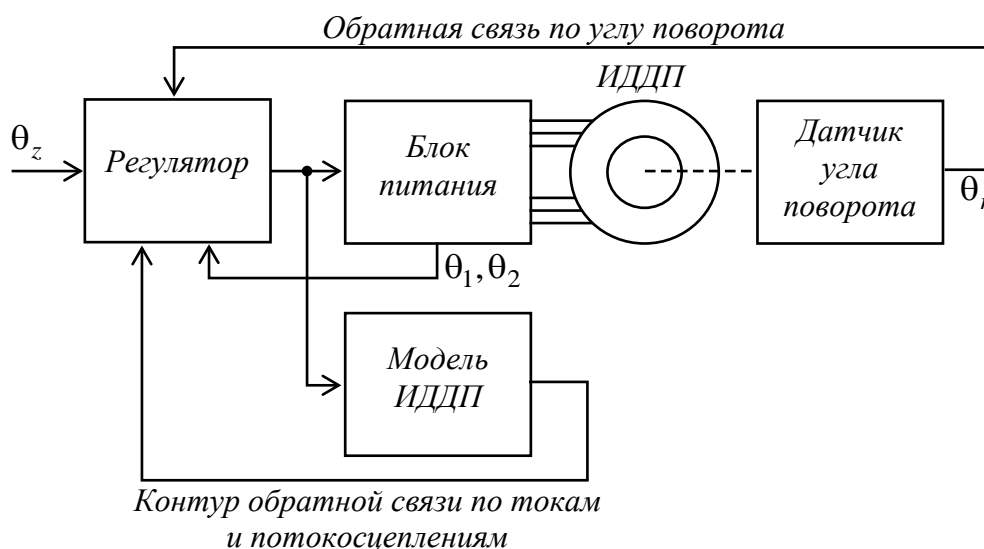 Обратная связь по углу поворота
ИДДП
θz
Регулятор
Блок
питания
Датчик
угла
поворота
θ1, θ2
Модель
ИДДП
Контур обратной связи по токам
и потокосцеплениям